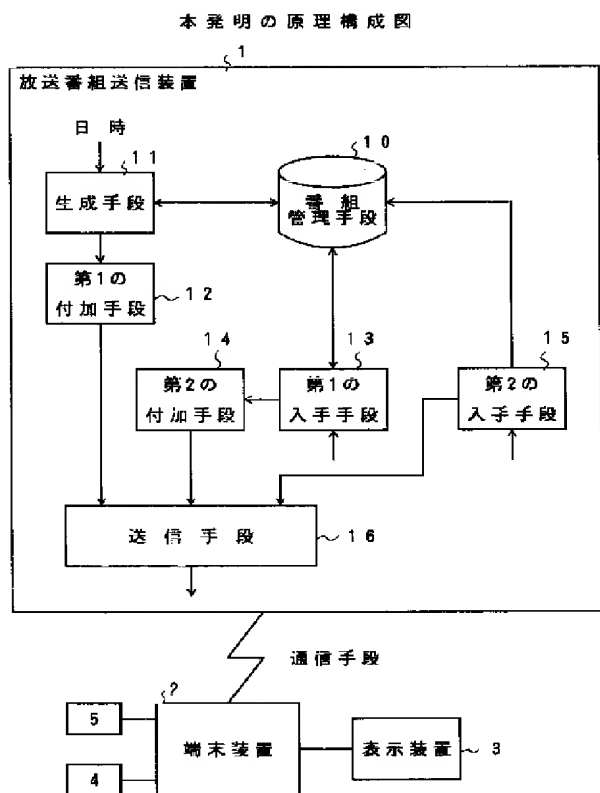 本発明の原理構成図
1
放送番組送信装置
日時
11
10
生成手段
番組
管理手段
第1の
付加手段
12
14
13
15
第2の
付加手段
第1の
入手手段
第2の
入手手段
送信手段
16
通信手段
2
5
端末装置
表示装置
3
4